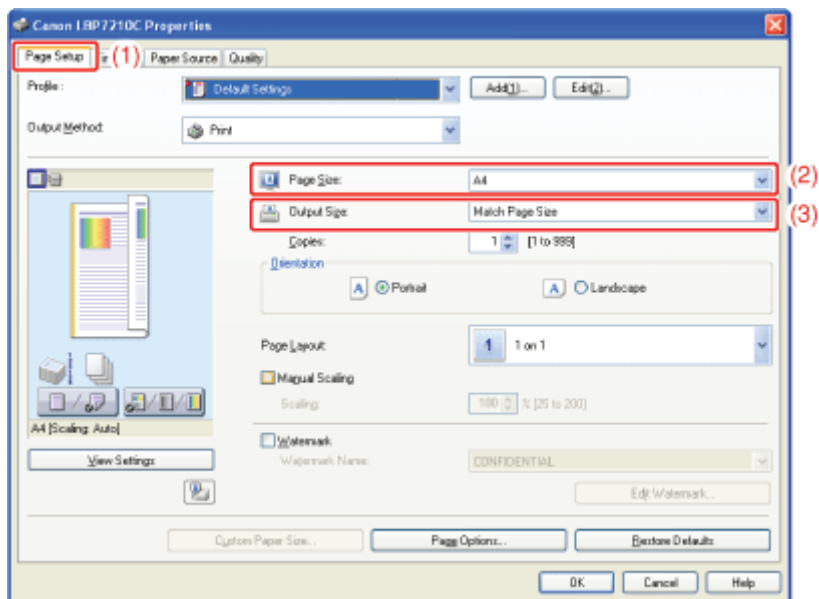 Canon LBP7210C Properties
Page Setup (1) Paper Source Quality
Profile: Default Settings Add(1)... Edit(2)...
Output Method: Print
Page Size: A4 (2)
Output Size: Match Page Size (3)
Copies: 1 [1 to 999]
Orientation
A Portrait A Landscape
Page Layout: 1 1 on 1
Manual Scaling
Scaling: 100 % [25 to 200]
A4 [Scaling: Auto]
Watermark
View Settings
Watermark Name: CONFIDENTIAL
Edit Watermark...
Custom Paper Size... Page Options... Restore Defaults
OK Cancel Help